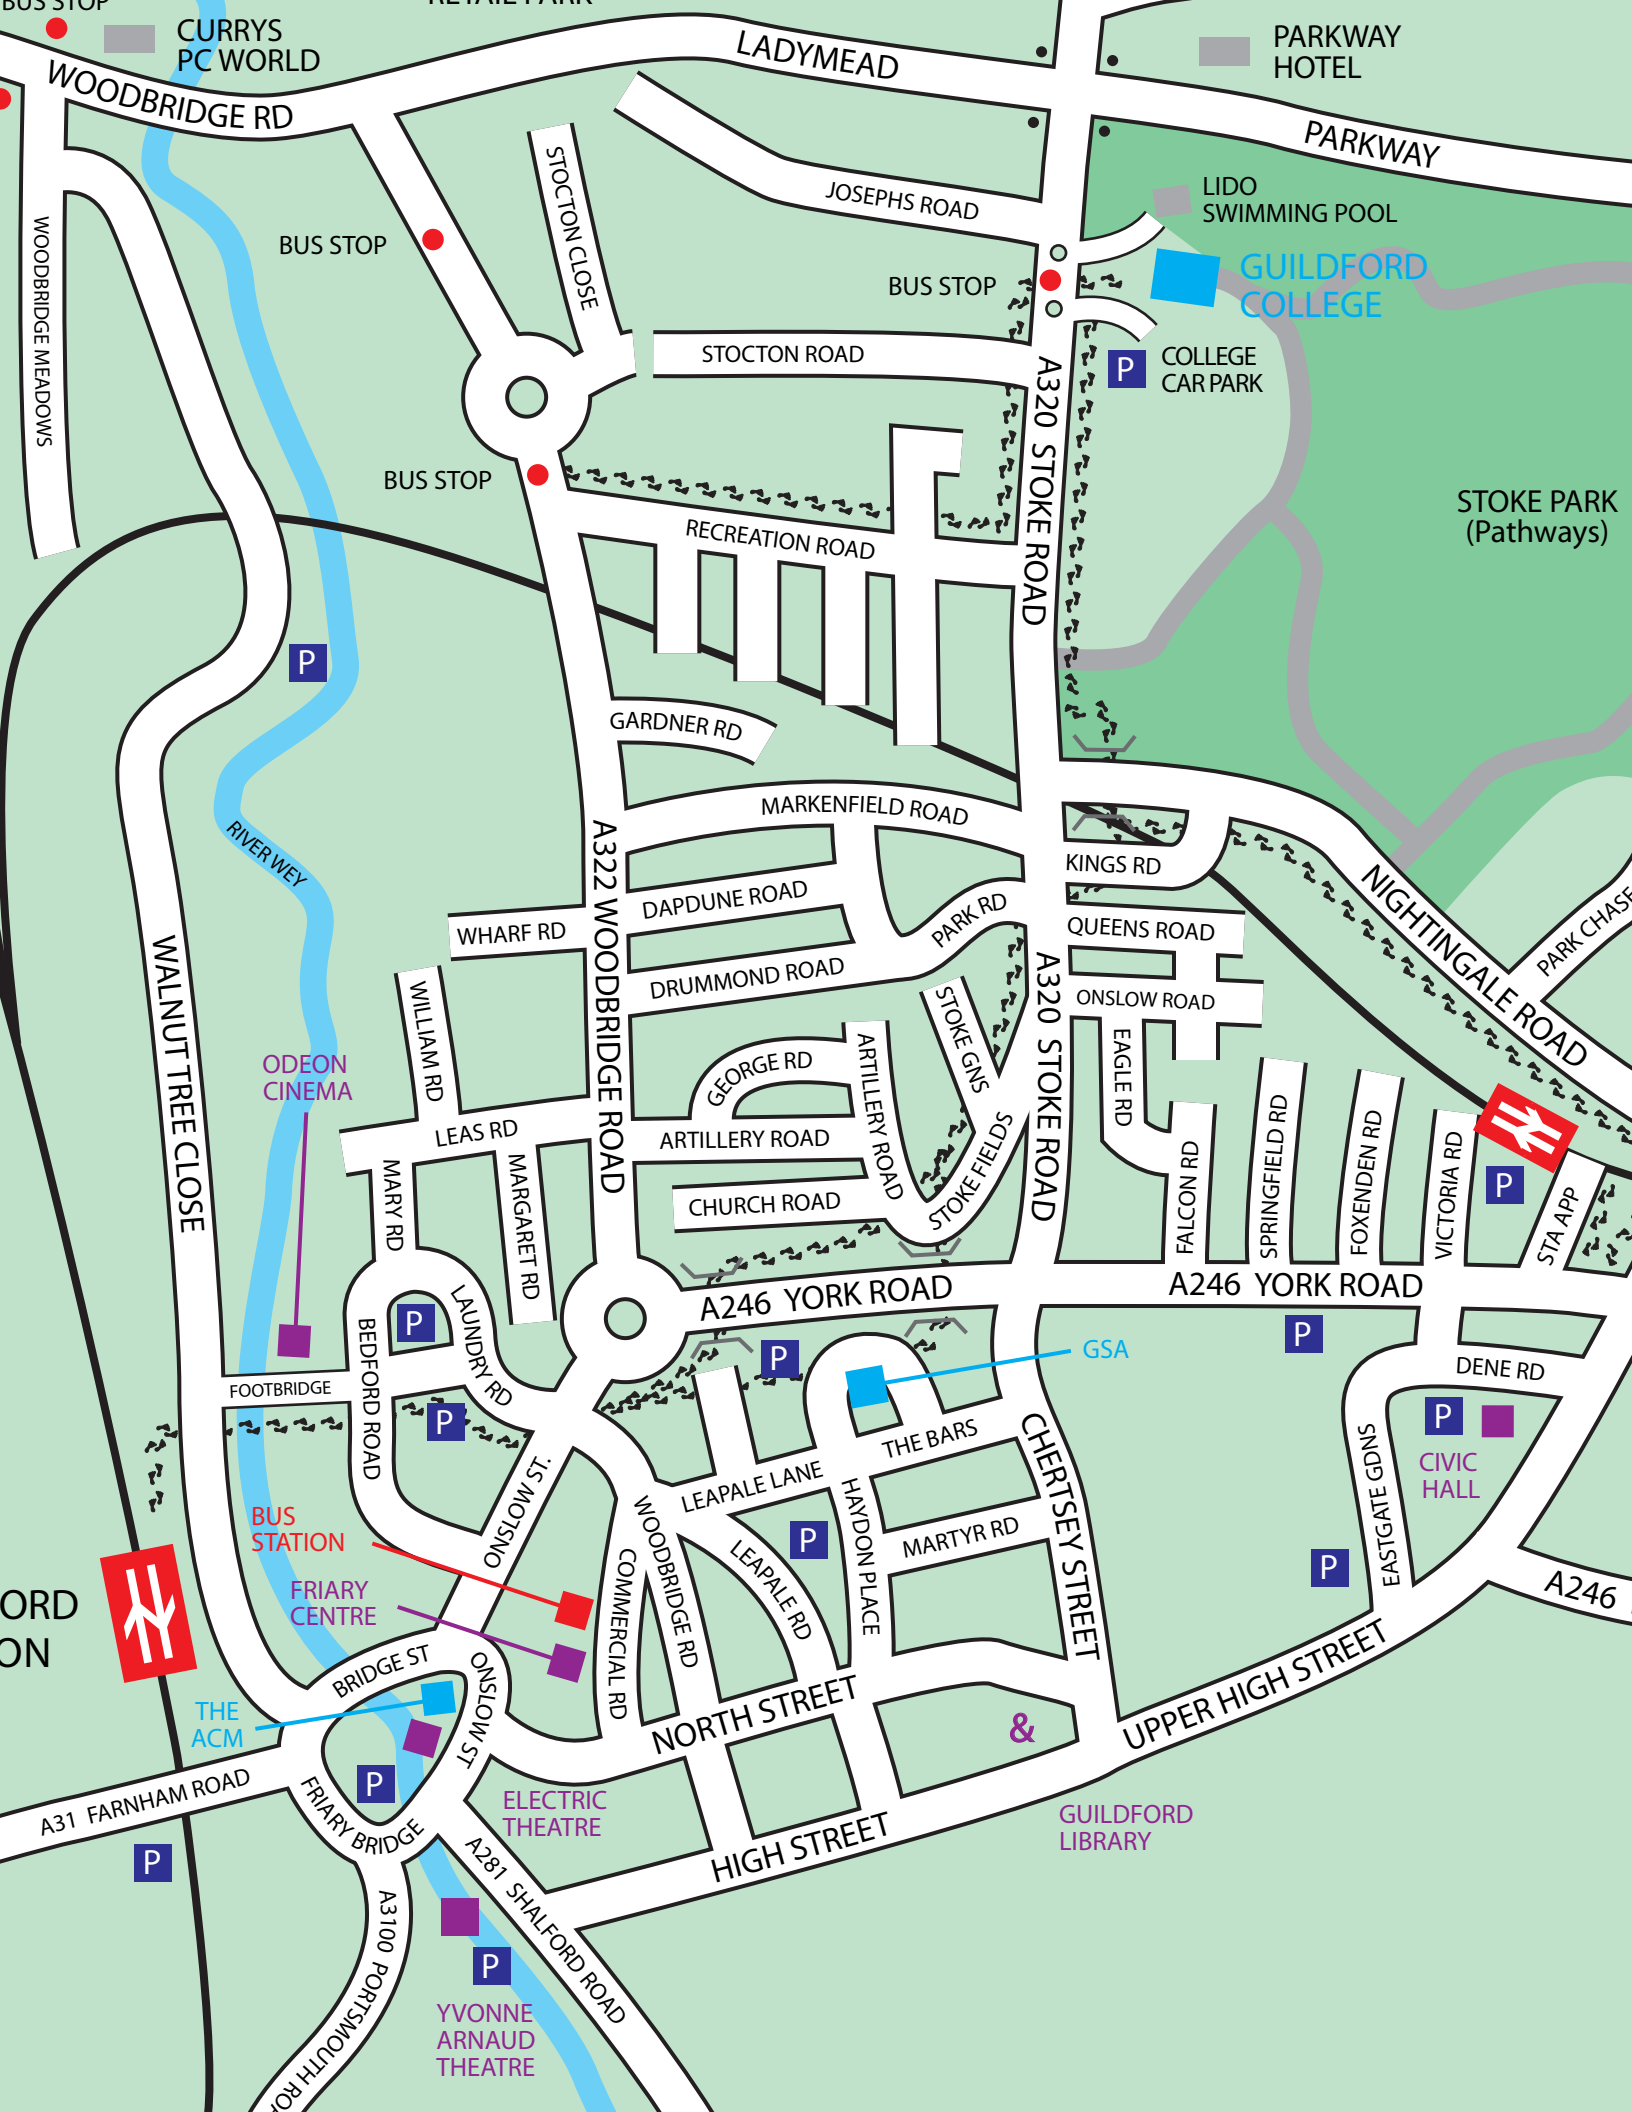 BUS STOP
RETAIL PARK
CURRYS
PC WORLD
WOODBRIDGE RD
LADYMEAD
PARKWAY
HOTEL
PARKWAY
LIDO
SWIMMING POOL
GUILDFORD
COLLEGE
JOSEPHS ROAD
STOCTON CLOSE
BUS STOP
BUS STOP
WOODBRIDGE MEADOWS
STOCTON ROAD
P
COLLEGE
CAR PARK
A320 STOKE ROAD
BUS STOP
RECREATION ROAD
STOKE PARK
(Pathways)
P
GARDNER RD
MARKENFIELD ROAD
RIVER WEY
A322 WOODBRIDGE ROAD
KINGS RD
DAPDUNE ROAD
PARK RD
WHARF RD
QUEENS ROAD
NIGHTINGALE ROAD
PARK CHASE
DRUMMOND ROAD
ONSLOW ROAD
WALNUT TREE CLOSE
WILLIAM RD
STOKE GNS
A320 STOKE ROAD
EAGLE RD
ODEON
CINEMA
GEORGE RD
ARTILLERY ROAD
LEAS RD
ARTILLERY ROAD
STOKE FIELDS
CHURCH ROAD
MARY RD
MARGARET RD
FALCON RD
SPRINGFIELD RD
FOXENDEN RD
VICTORIA RD
P
STA APP
A246 YORK ROAD
A246 YORK ROAD
LAUNDRY RD
BEDFORD ROAD
P
P
P
GSA
DENE RD
FOOTBRIDGE
P
P
CIVIC
HALL
THE BARS
LEAPALE LANE
CHERTSEY STREET
EASTGATE GDNS
ONSLOW ST.
BUS
STATION
WOODBRIDGE RD
HAYDON PLACE
P
MARTYR RD
LEAPALE RD
COMMERCIAL RD
P
A246
FRIARY
CENTRE
ORD
ON
BRIDGE ST
ONSLOW ST
THE
ACM
NORTH STREET
&
UPPER HIGH STREET
P
A31 FARNHAM ROAD
FRIARY BRIDGE
ELECTRIC
THEATRE
GUILDFORD
LIBRARY
HIGH STREET
P
A281 SHALFORD ROAD
A3100 PORTSMOUTH RO
P
YVONNE
ARNAUD
THEATRE